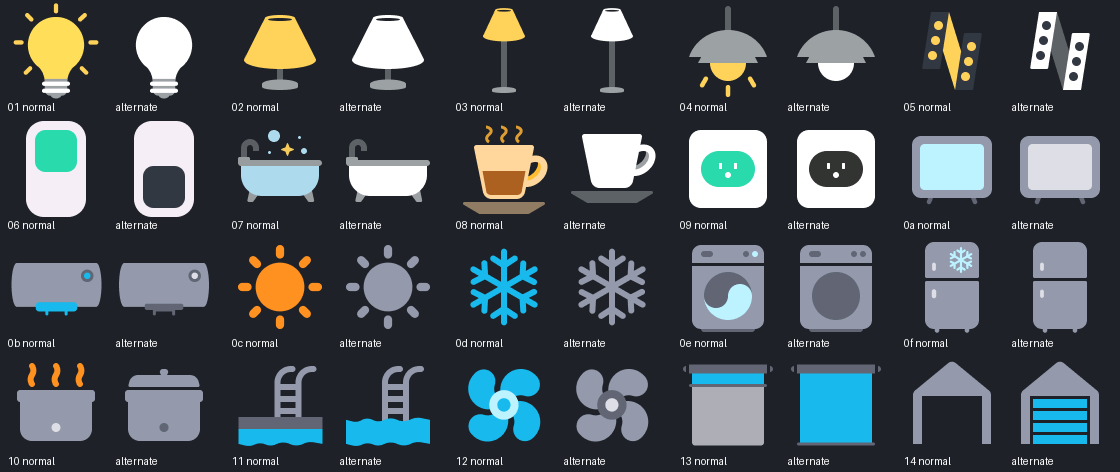 01 normal alternate 02 normal alternate 03 normal alternate 04 normal alternate 05 normal alternate
06 normal alternate 07 normal alternate 08 normal alternate 09 normal alternate 0a normal alternate
0b normal alternate 0c normal alternate 0d normal alternate 0e normal alternate 0f normal alternate
10 normal alternate 11 normal alternate 12 normal alternate 13 normal alternate 14 normal alternate